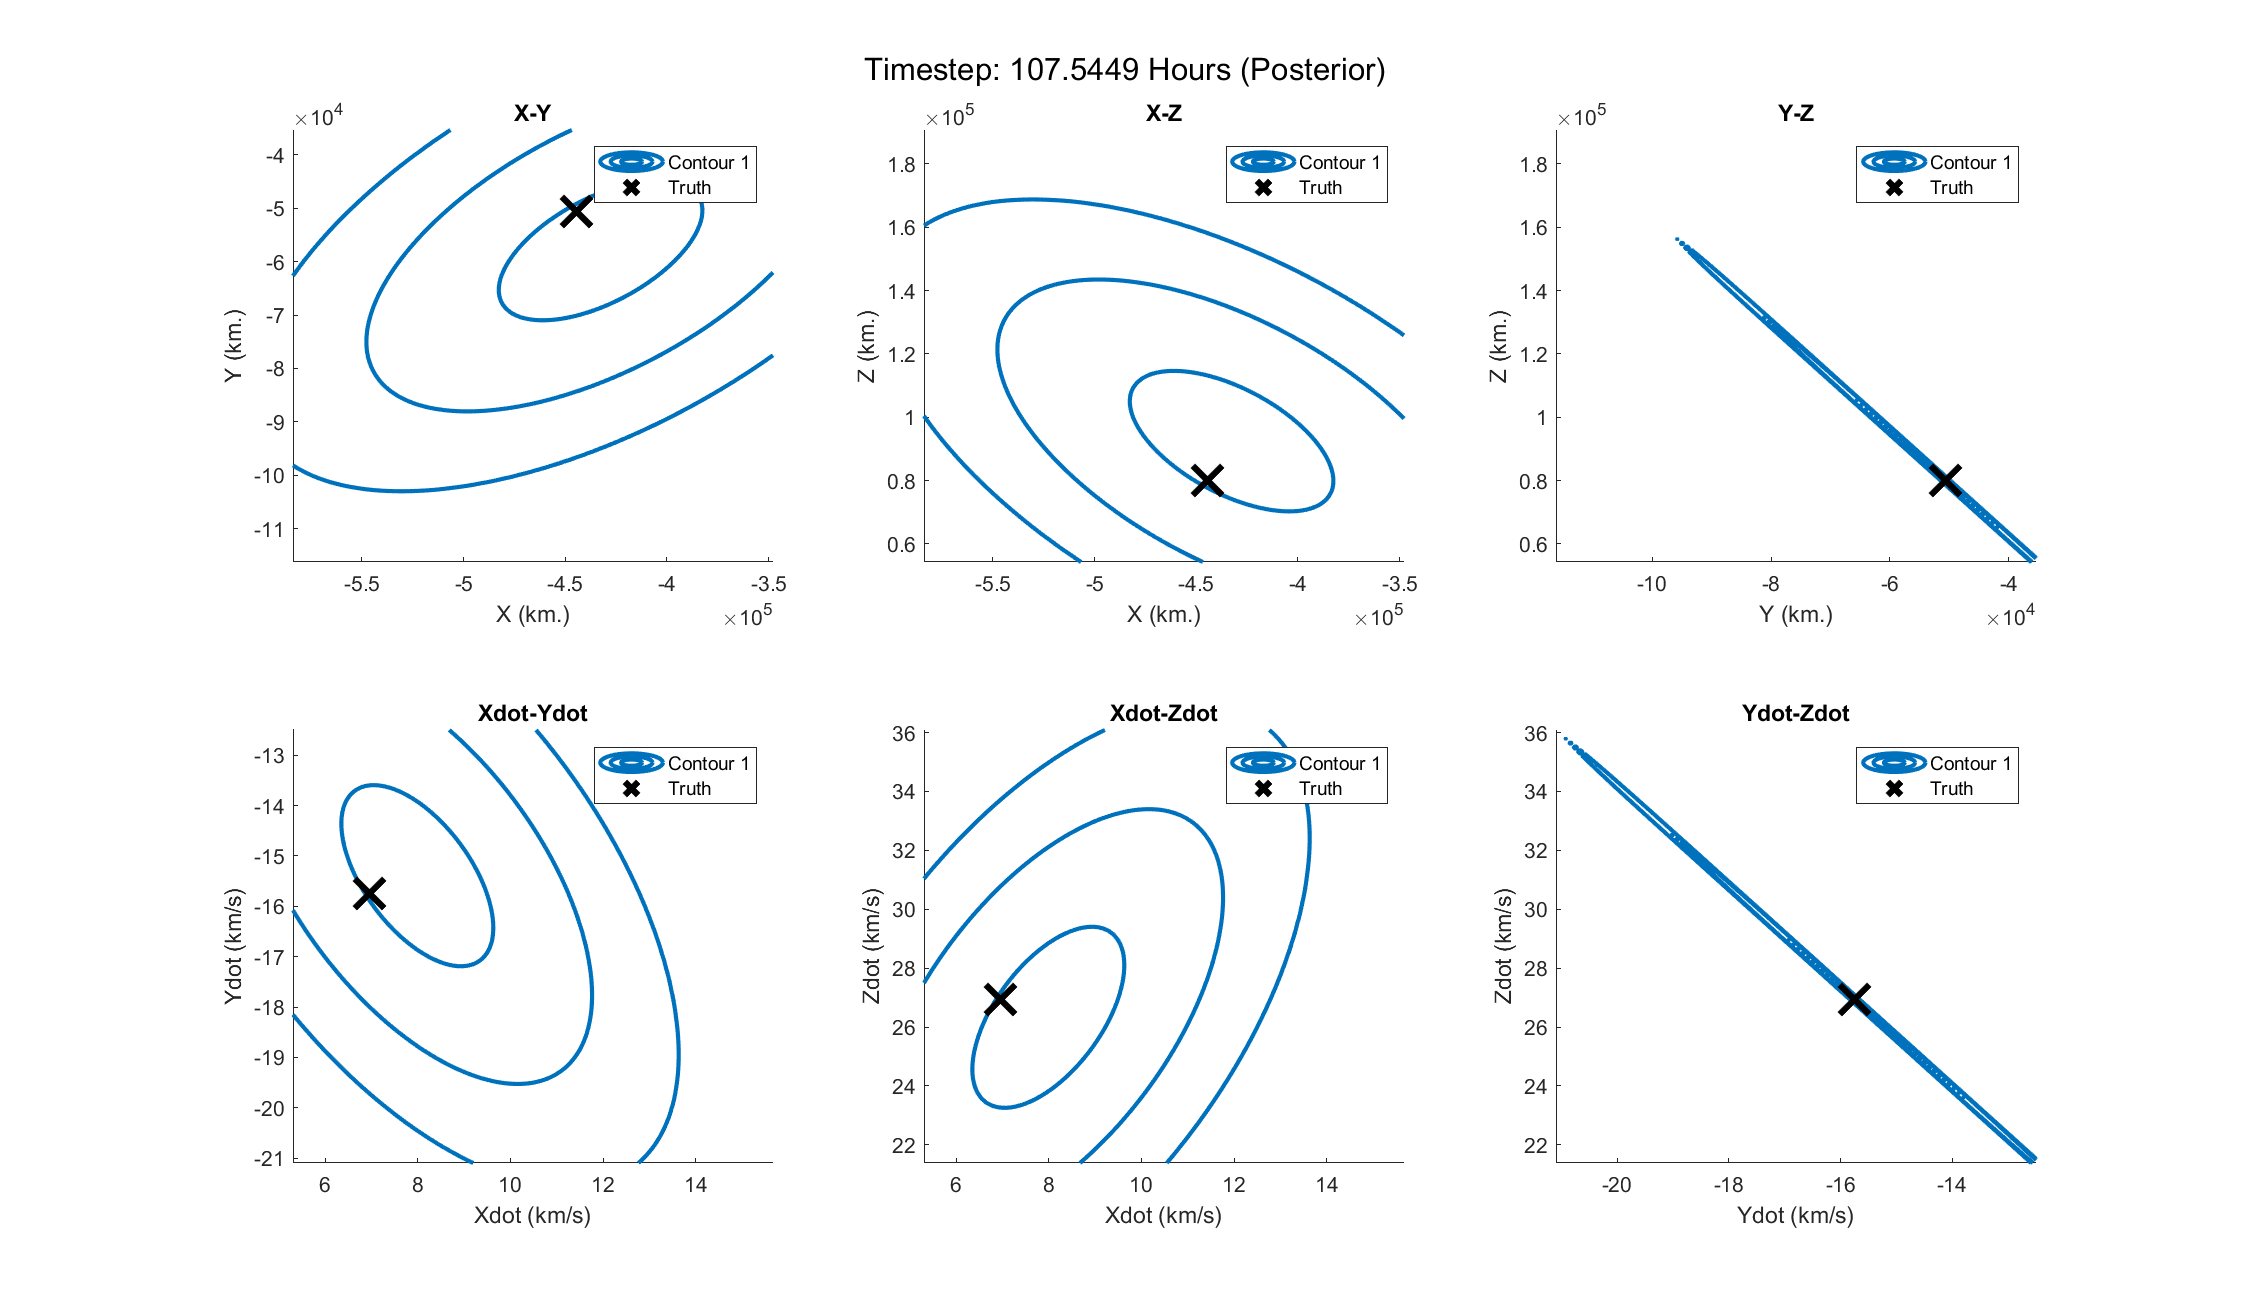 Timestep: 107.5449 Hours (Posterior)
X-Y
×10^4
-4
-5
-6
-7
-8
-9
-10
-11
Y (km.)
-5.5 -5 -4.5 -4 -3.5
X (km.)
×10^5
Contour 1
Truth
X-Z
×10^5
1.8
1.6
1.4
1.2
1
0.8
0.6
Z (km.)
-5.5 -5 -4.5 -4 -3.5
X (km.)
×10^5
Contour 1
Truth
Y-Z
×10^5
1.8
1.6
1.4
1.2
1
0.8
0.6
Z (km.)
-10 -8 -6 -4
Y (km.)
×10^4
Contour 1
Truth
Xdot-Ydot
-13
-14
-15
-16
-17
-18
-19
-20
-21
Ydot (km/s)
6 8 10 12 14
Xdot (km/s)
Contour 1
Truth
Xdot-Zdot
36
34
32
30
28
26
24
22
Zdot (km/s)
6 8 10 12 14
Xdot (km/s)
Contour 1
Truth
Ydot-Zdot
36
34
32
30
28
26
24
22
Zdot (km/s)
-20 -18 -16 -14
Ydot (km/s)
Contour 1
Truth